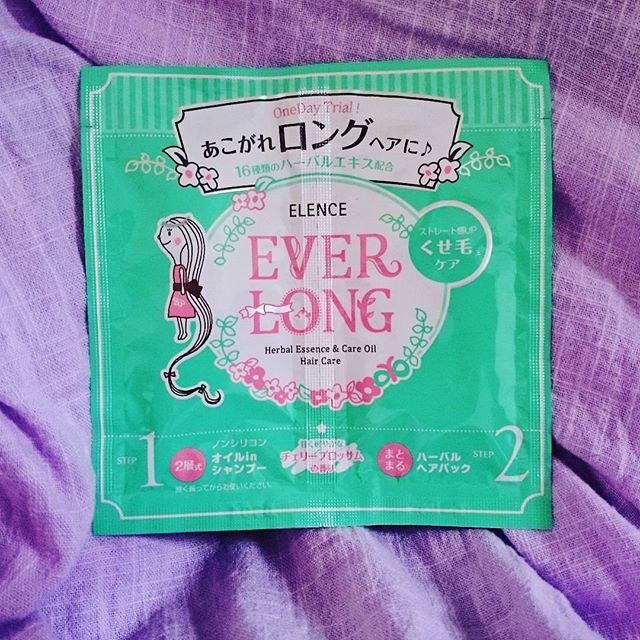 OneDay Trial!
あこがれロングヘアに♪
16種類のハーバルエキス配合
ELENCE
EVER
LONG
ストレート感UP
くせ毛
ケア
Herbal Essence & Care Oil
Hair Care
STEP 1
ノンシリコン
2層式
オイルin
シャンプー
良く振ってからお使いください。
チェリーブロッサム
の香り
まとまる
ハーバル
ヘアパック
STEP 2